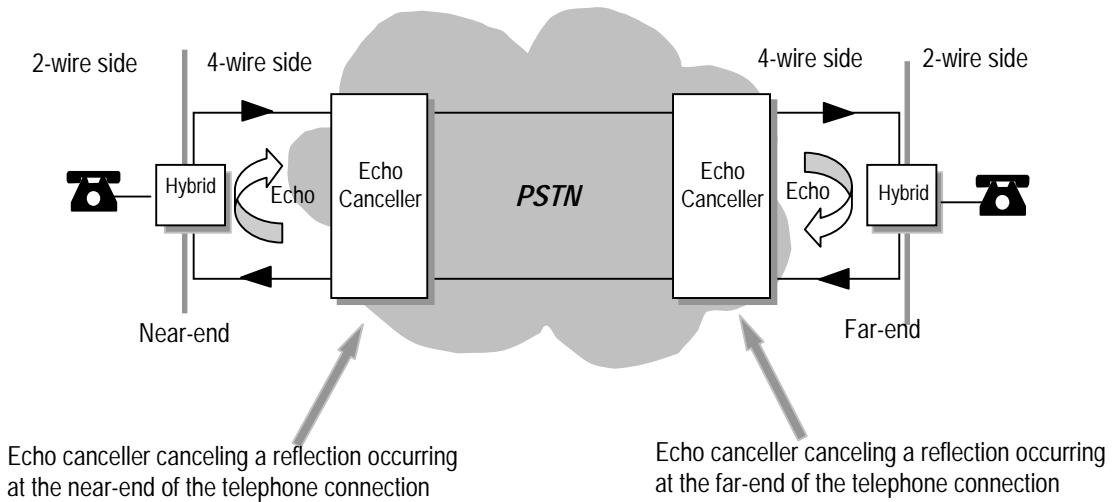 2-wire side
4-wire side
4-wire side
2-wire side
Hybrid
Echo
Echo
Canceller
PSTN
Echo
Canceller
Echo
Hybrid
Near-end
Far-end
Echo canceller canceling a reflection occurring
at the near-end of the telephone connection
Echo canceller canceling a reflection occurring
at the far-end of the telephone connection